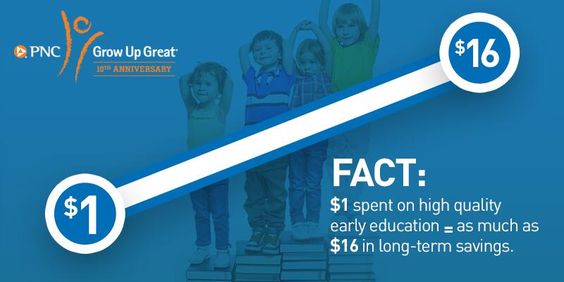 PNC Grow Up Great
10TH ANNIVERSARY
$16
$1
FACT:
$1 spent on high quality
early education = as much as
$16 in long-term savings.